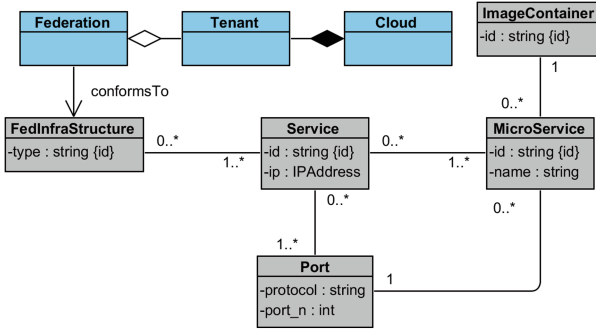 Federation
Tenant
Cloud
ImageContainer
-id : string {id}
1
conformsTo
0..*
FedInfraStructure
-type : string {id}
0..*
1..*
Service
-id : string {id}
-ip : IPAddress
0..*
1..*
MicroService
-id : string {id}
-name : string
0..*
0..*
1..*
Port
-protocol : string
-port_n : int
1